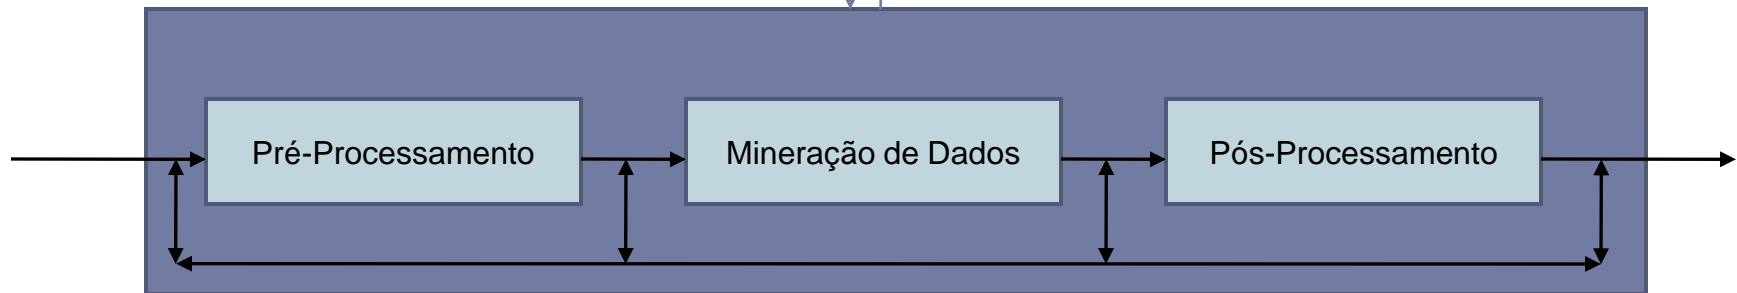 Pré-Processamento
Mineração de Dados
Pós-Processamento